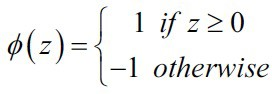 ϕ(z) = { 1 if z ≥ 0
−1 otherwise